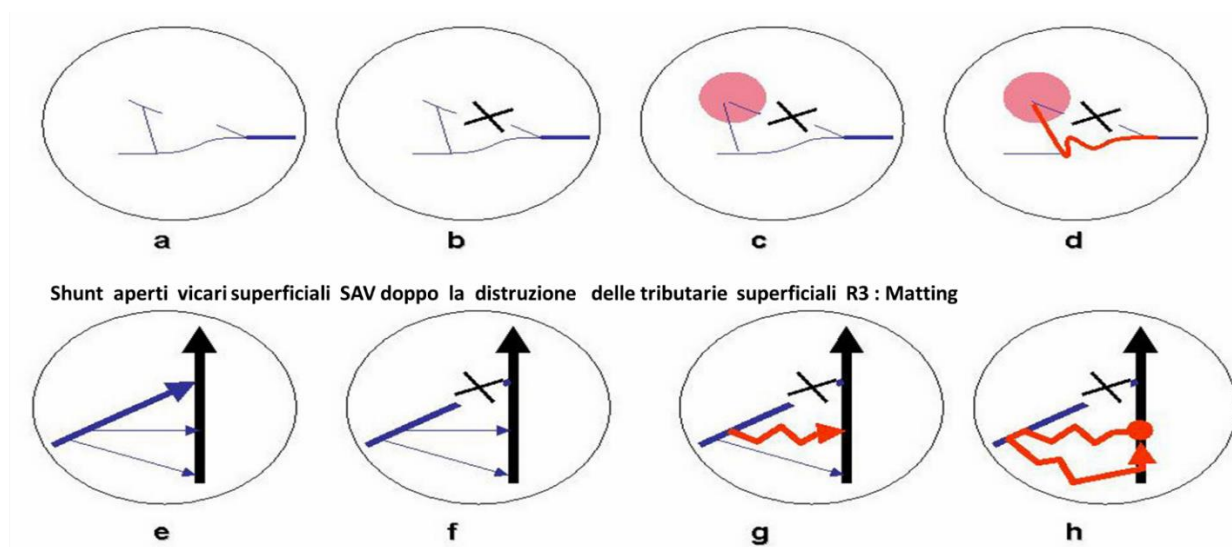 a b c d
Shunt aperti vicari superficiali SAV doppo la distruzione delle tributarie superficiali R3 : Matting
e f g h